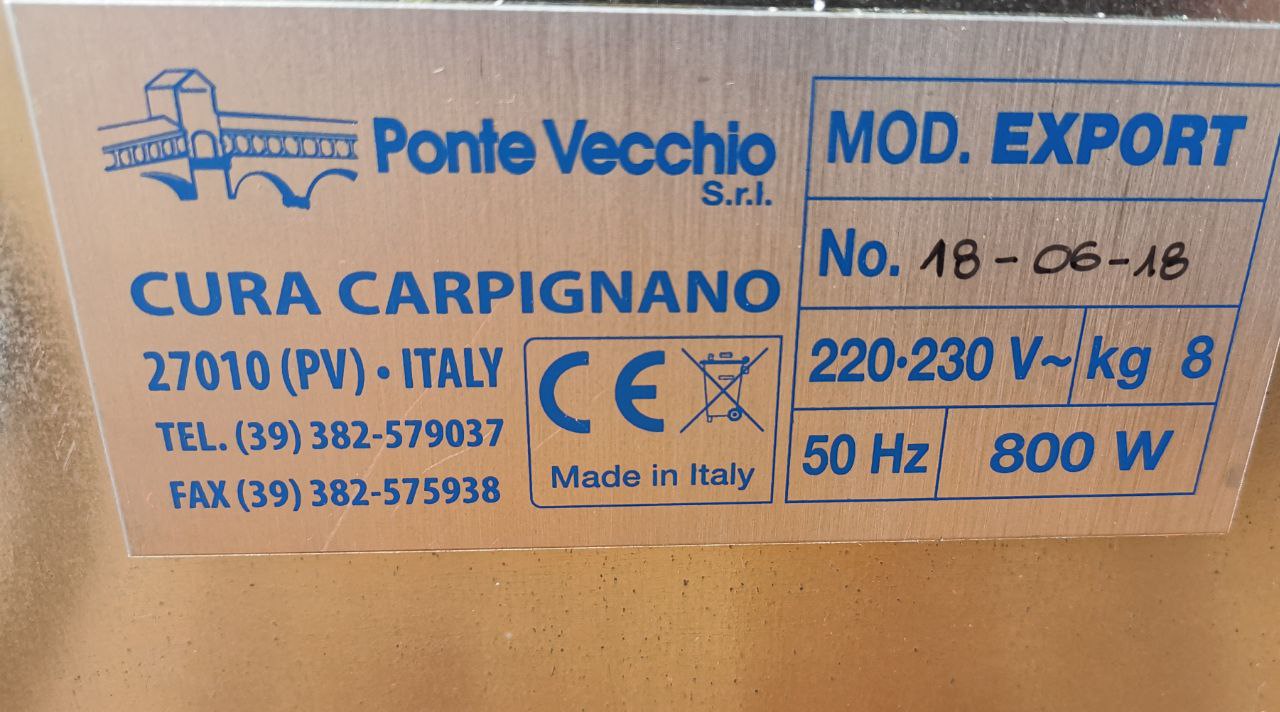 Ponte Vecchio
S.r.l.
CURA CARPIGNANO
27010 (PV) • ITALY
TEL. (39) 382-579037
FAX (39) 382-575938
CE
Made in Italy
MOD. EXPORT
No. 18-06-18
220•230 V~ kg 8
50 Hz 800 W